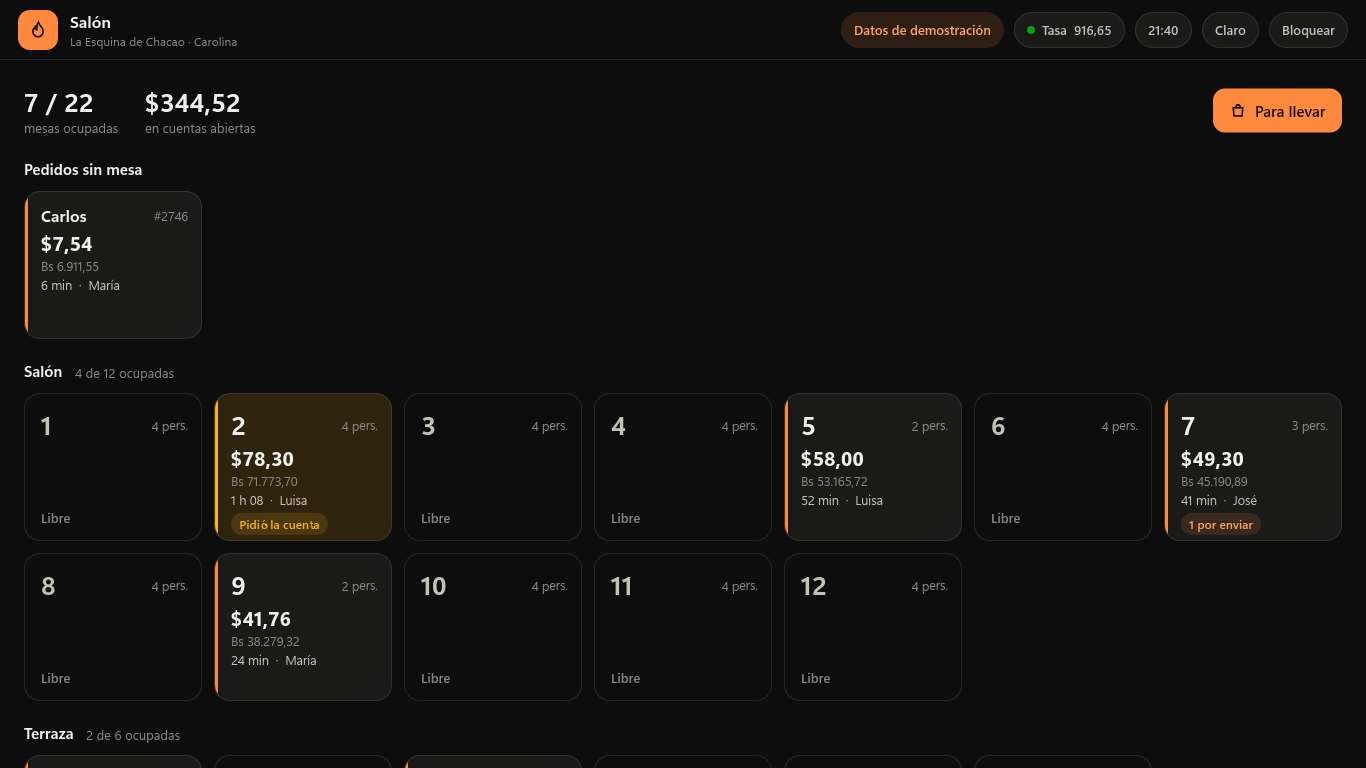 Salón
La Esquina de Chacao · Carolina
Datos de demostración
Tasa 916,65
21:40
Claro
Bloquear
7 / 22
mesas ocupadas
$344,52
en cuentas abiertas
Para llevar
Pedidos sin mesa
Carlos #2746
$7,54
Bs 6.911,55
6 min · María
Salón 4 de 12 ocupadas
1 4 pers.
Libre
2 4 pers.
$78,30
Bs 71.773,70
1 h 08 · Luisa
Pidió la cuenta
3 4 pers.
Libre
4 4 pers.
Libre
5 2 pers.
$58,00
Bs 53.165,72
52 min · Luisa
6 4 pers.
Libre
7 3 pers.
$49,30
Bs 45.190,89
41 min · José
1 por enviar
8 4 pers.
Libre
9 2 pers.
$41,76
Bs 38.279,32
24 min · María
10 4 pers.
Libre
11 4 pers.
Libre
12 4 pers.
Libre
Terraza 2 de 6 ocupadas